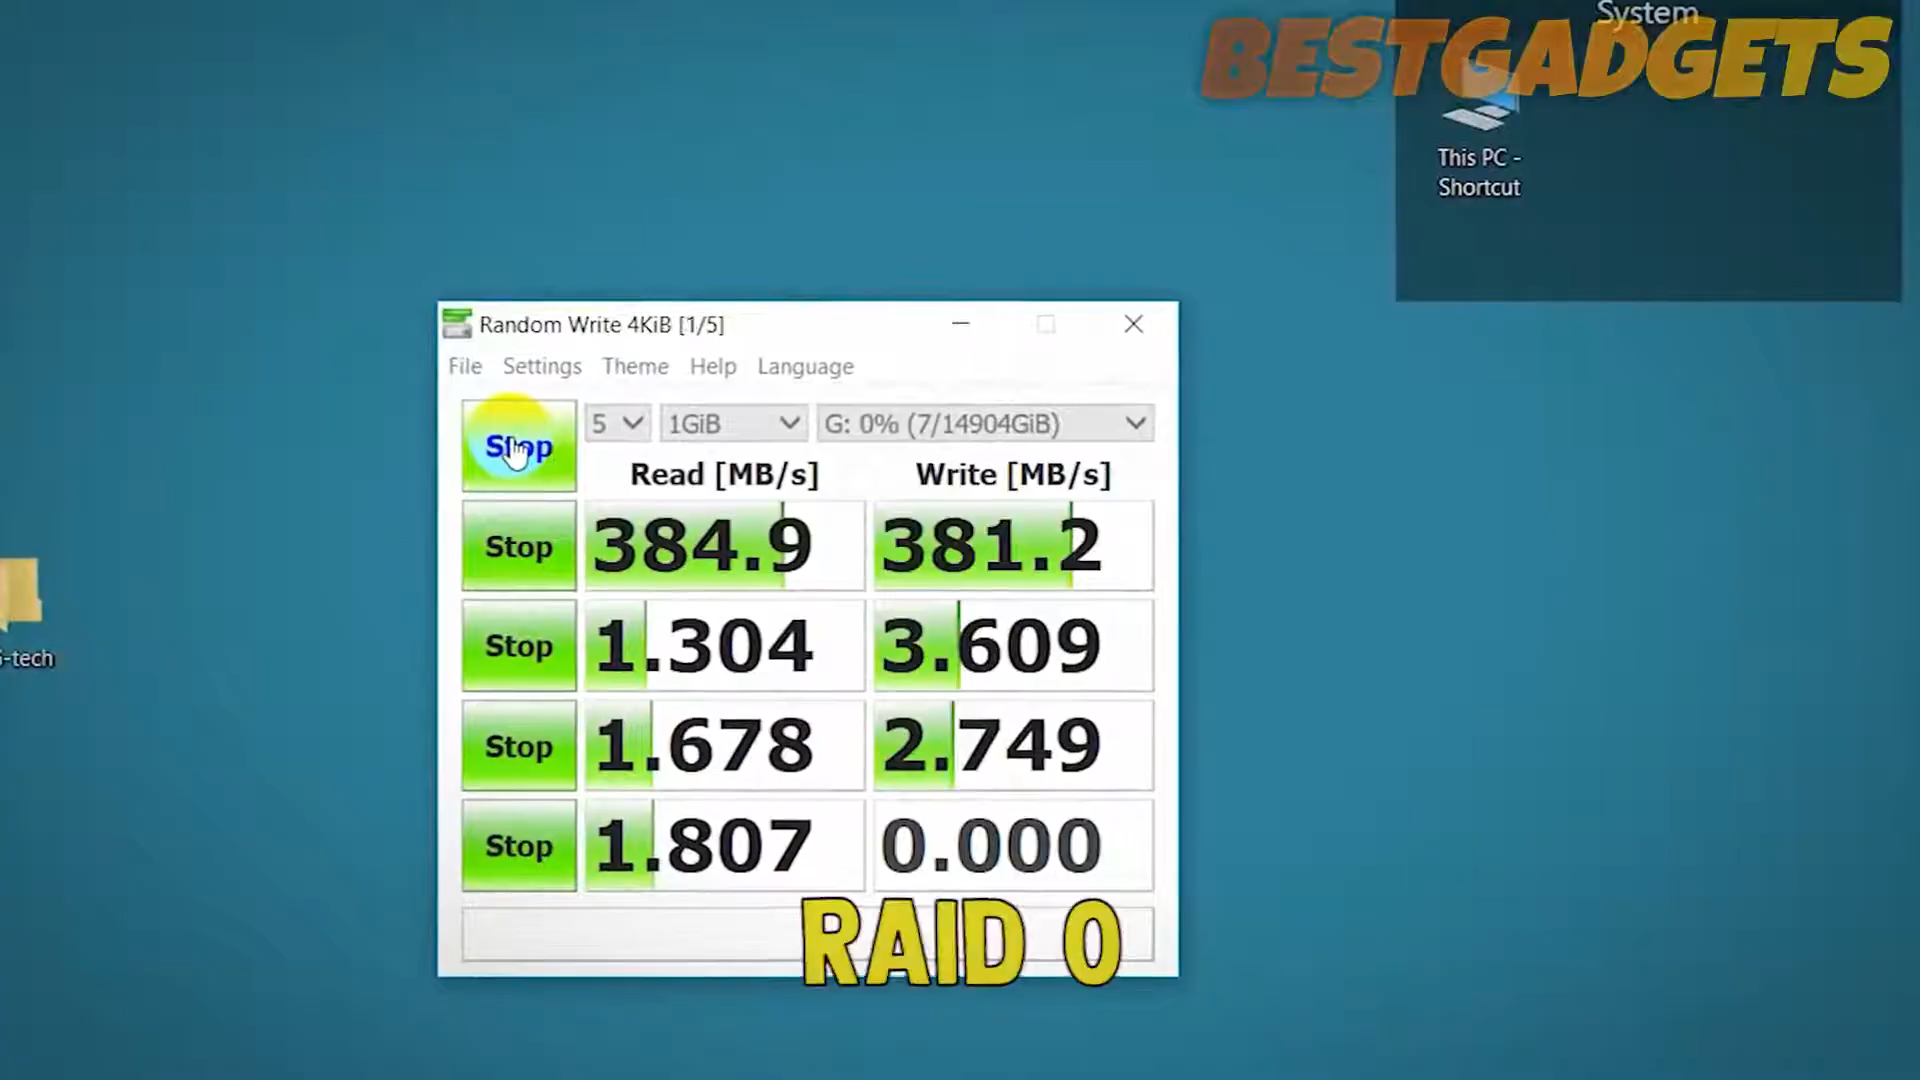 System
BESTGADGETS
This PC -
Shortcut
Random Write 4KiB [1/5]
File Settings Theme Help Language
Stop 5 1GiB G: 0% (7/14904GiB)
Read [MB/s] Write [MB/s]
Stop 384.9 381.2
Stop 1.304 3.609
Stop 1.678 2.749
Stop 1.807 0.000
-tech
RAID 0